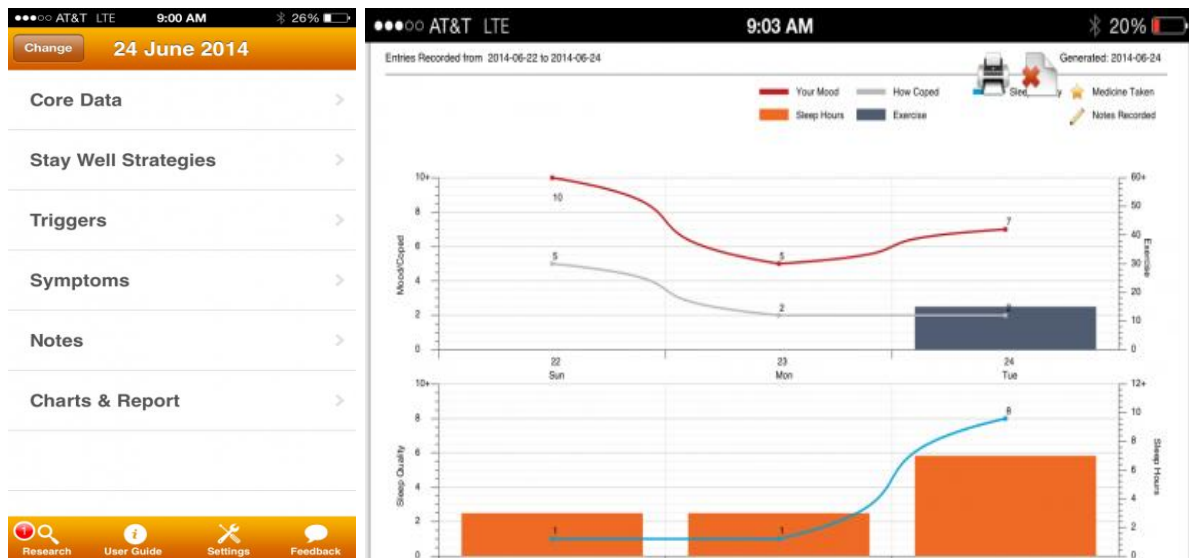 AT&T LTE 9:00 AM 26%
Change 24 June 2014
Core Data
Stay Well Strategies
Triggers
Symptoms
Notes
Charts & Report
1
Research User Guide Settings Feedback
AT&T LTE 9:03 AM 20%
Entries Recorded from 2014-06-22 to 2014-06-24 Generated: 2014-06-24
Your Mood How Coped Medicine Taken
Sleep Hours Exercise Notes Recorded
10+ 60+
10
50
8
7
40
6
5 5
30
4
20
2 2
2
10
0 0
Mood/Coped
Exercise
22 23 24
Sun Mon Tue
10+ 12+
8
8 10
8
6
6
4
4
2
1 1 2
0 0
Sleep Quality
Sleep Hours